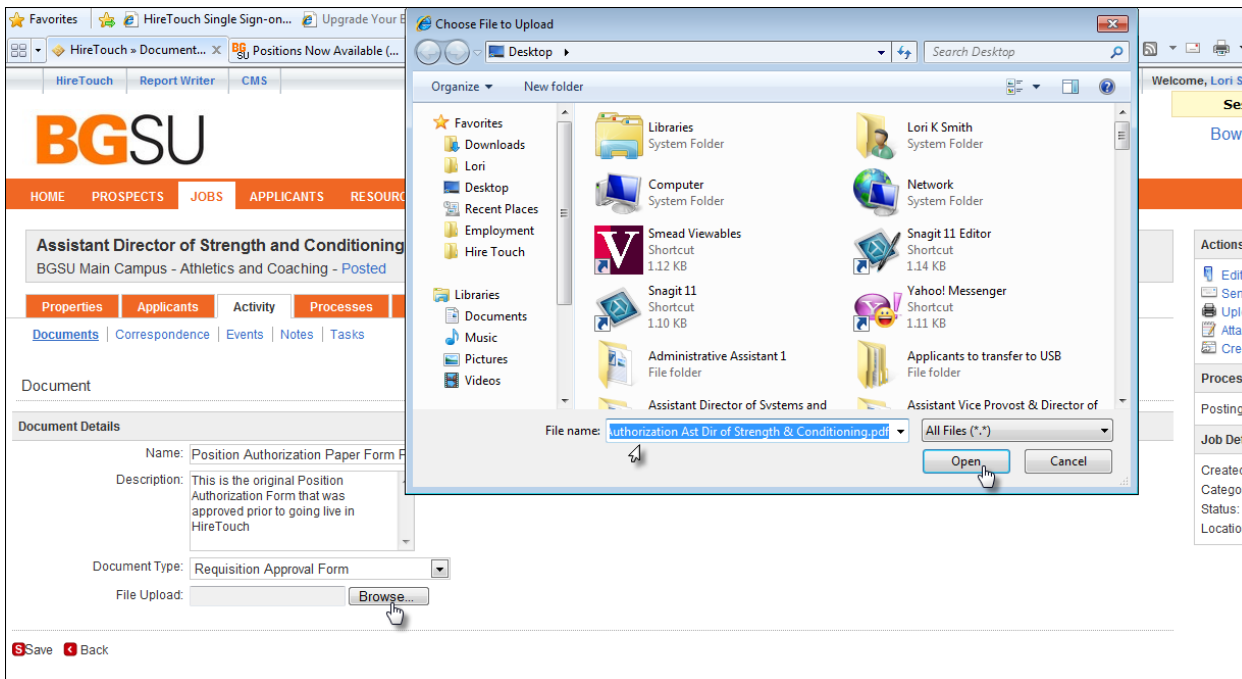 Favorites
HireTouch Single Sign-on...
Upgrade Your
HireTouch » Document... X
BGSU Positions Now Available (...
HireTouch
Report Writer
CMS
Welcome, Lori S
Ses
Bow
BGSU
HOME
PROSPECTS
JOBS
APPLICANTS
RESOURC
Assistant Director of Strength and Conditioning
BGSU Main Campus - Athletics and Coaching - Posted
Properties
Applicants
Activity
Processes
Documents | Correspondence | Events | Notes | Tasks
Document
Document Details
Name: Position Authorization Paper Form F
Description: This is the original Position
Authorization Form that was
approved prior to going live in
HireTouch
Document Type: Requisition Approval Form
File Upload: Browse...
S Save
Back
Choose File to Upload
Desktop
Search Desktop
Organize
New folder
Favorites
Downloads
Lori
Desktop
Recent Places
Employment
Hire Touch
Libraries
Documents
Music
Pictures
Videos
Libraries
System Folder
Lori K Smith
System Folder
Computer
System Folder
Network
System Folder
Smead Viewables
Shortcut
1.12 KB
Snagit 11 Editor
Shortcut
1.14 KB
Snagit 11
Shortcut
1.10 KB
Yahoo! Messenger
Shortcut
1.11 KB
Administrative Assistant 1
File folder
Applicants to transfer to USB
File folder
Assistant Director of Systems and
Assistant Vice Provost & Director of
File name: Authorization Ast Dir of Strength & Conditioning.pdf
All Files (*.*)
Open
Cancel
Actions
Edit
Sen
Uplo
Atta
Cre
Proces
Posting
Job Det
Created
Catego
Status:
Locatio